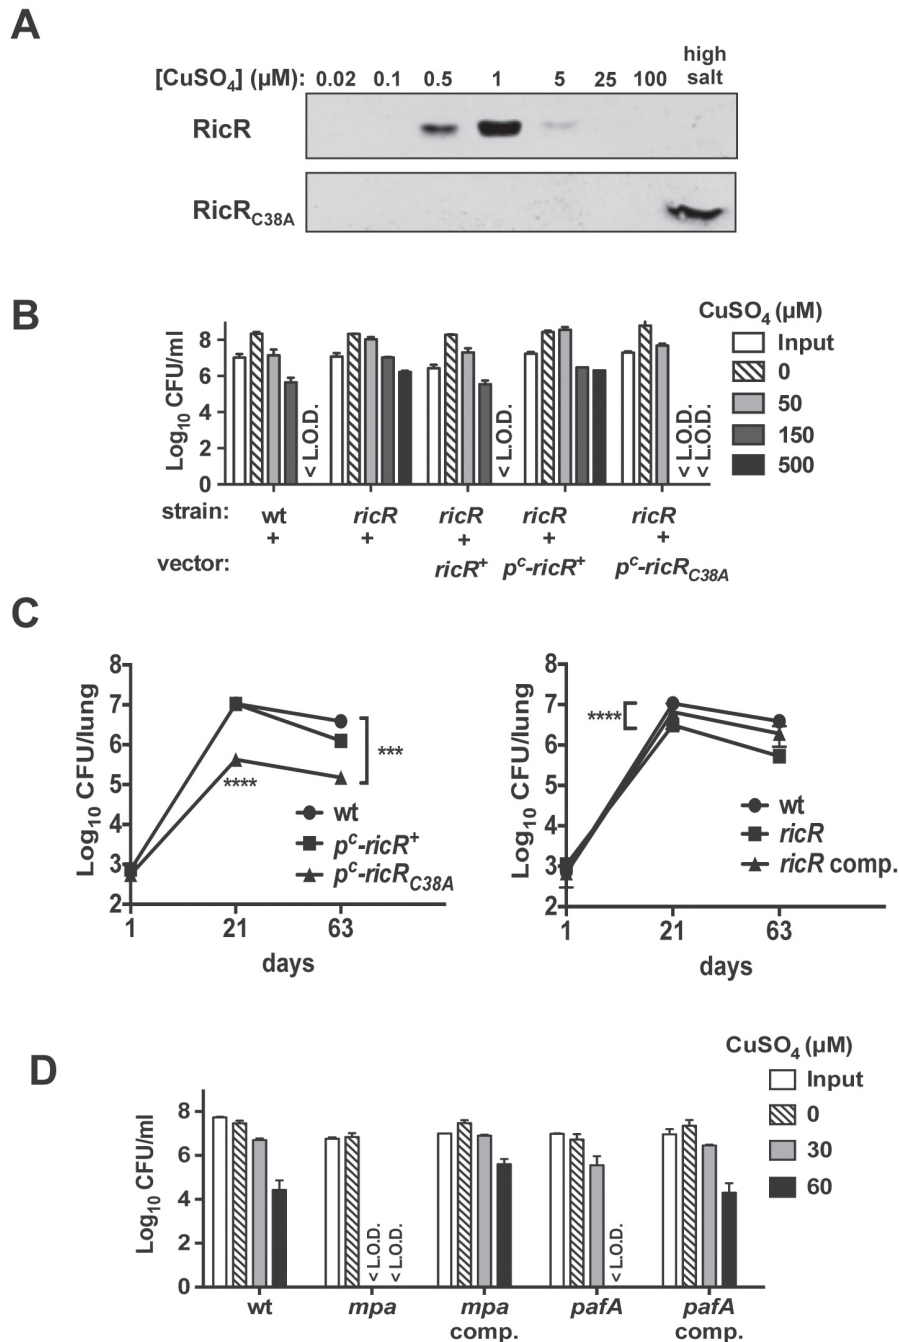 A
[CuSO4] (µM): 0.02 0.1 0.5 1 5 25 100 high salt
RicR
RicRC38A
B
CuSO4 (µM)
Input
0
50
150
500
Log10 CFU/ml
8
6
4
2
0
< L.O.D.
< L.O.D.
< L.O.D.
< L.O.D.
strain: wt ricR ricR ricR ricR
+ + + + +
vector: ricR+ pc-ricR+ pc-ricRC38A
C
Log10 CFU/lung
8
7
6
5
4
3
2
***
****
wt
pc-ricR+
pc-ricRC38A
1 21 63
days
Log10 CFU/lung
8
7
6
5
4
3
2
****
wt
ricR
ricR comp.
1 21 63
days
D
CuSO4 (µM)
Input
0
30
60
Log10 CFU/ml
8
6
4
2
0
< L.O.D.
< L.O.D.
< L.O.D.
wt mpa mpa comp. pafA pafA comp.